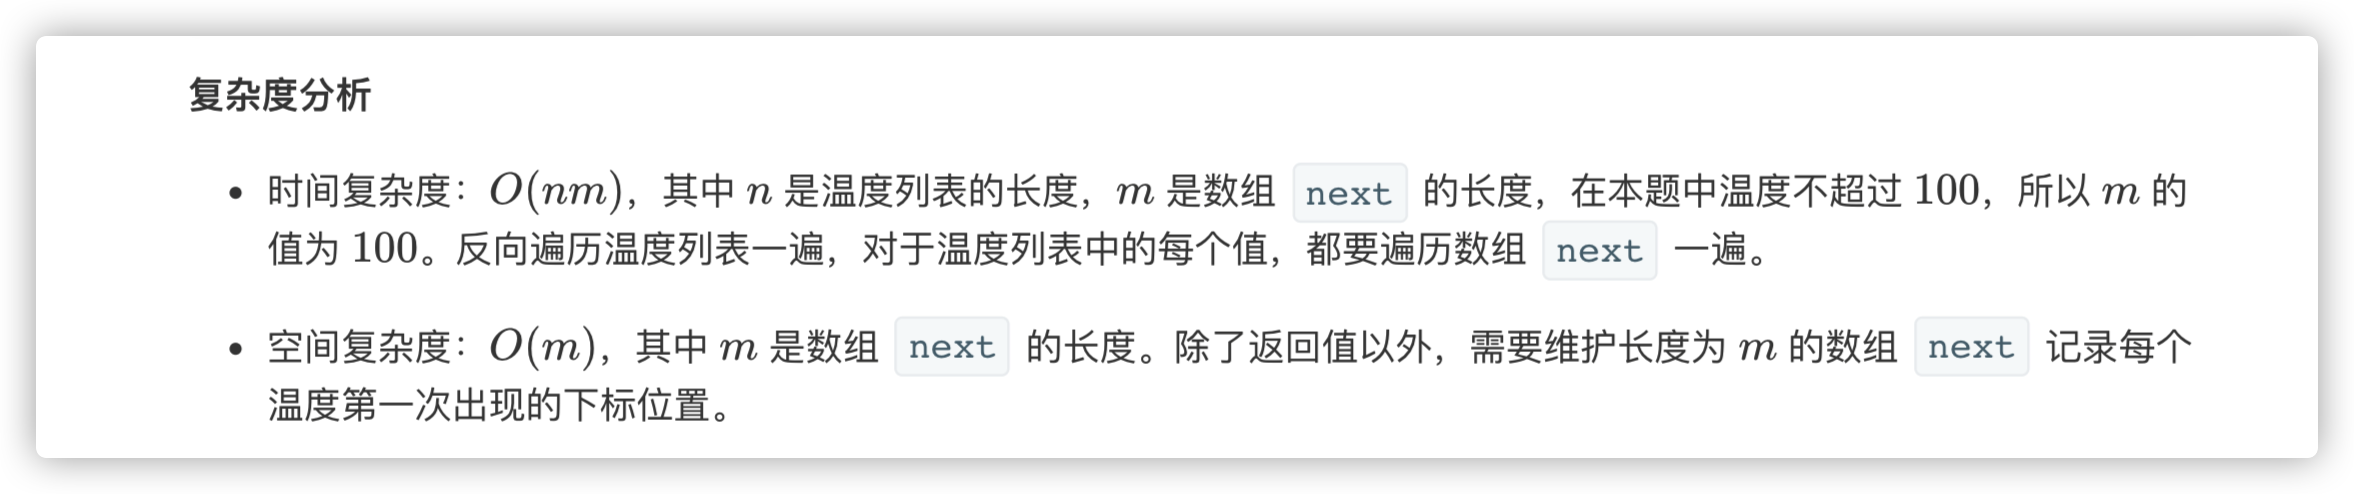 复杂度分析
• 时间复杂度：O(nm)，其中 n 是温度列表的长度，m 是数组 next 的长度，在本题中温度不超过 100，所以 m 的
值为 100。反向遍历温度列表一遍，对于温度列表中的每个值，都要遍历数组 next 一遍。
• 空间复杂度：O(m)，其中 m 是数组 next 的长度。除了返回值以外，需要维护长度为 m 的数组 next 记录每个
温度第一次出现的下标位置。